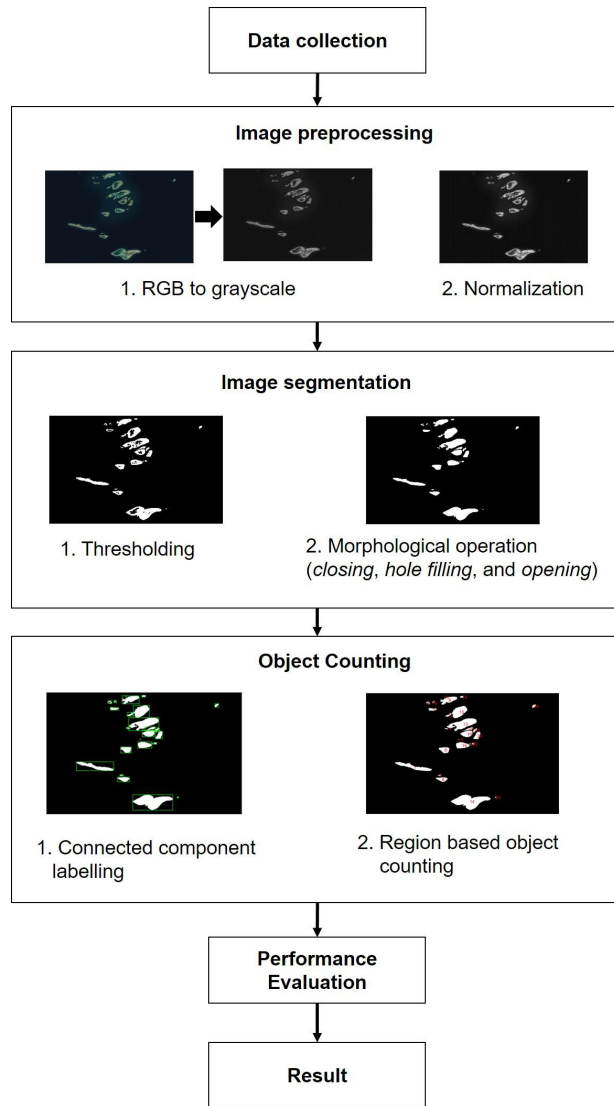 Data collection
Image preprocessing
1. RGB to grayscale
2. Normalization
Image segmentation
1. Thresholding
2. Morphological operation
(closing, hole filling, and opening)
Object Counting
1. Connected component
labelling
2. Region based object
counting
Performance
Evaluation
Result